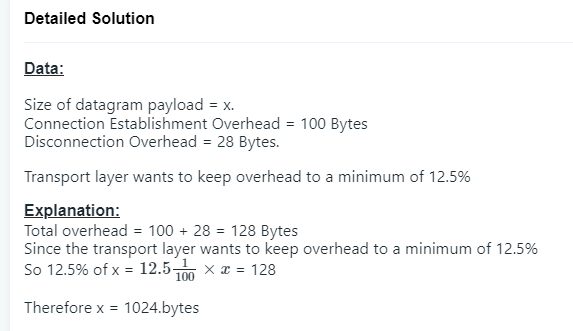 Detailed Solution
Data:
Size of datagram payload = x.
Connection Establishment Overhead = 100 Bytes
Disconnection Overhead = 28 Bytes.
Transport layer wants to keep overhead to a minimum of 12.5%
Explanation:
Total overhead = 100 + 28 = 128 Bytes
Since the transport layer wants to keep overhead to a minimum of 12.5%
So 12.5% of x = 12.5 1/100 × x = 128
Therefore x = 1024.bytes